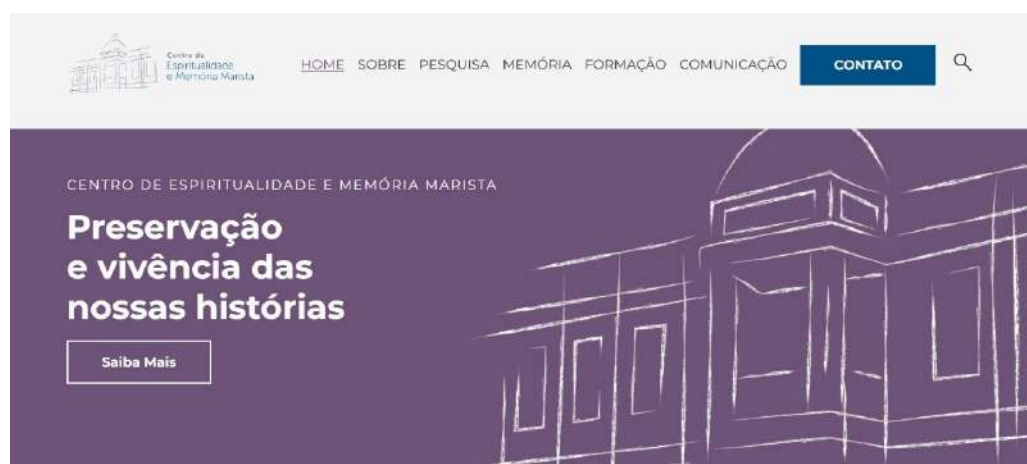 Centro de
Espiritualidade
e Memória Marista
HOME SOBRE PESQUISA MEMÓRIA FORMAÇÃO COMUNICAÇÃO CONTATO
CENTRO DE ESPIRITUALIDADE E MEMÓRIA MARISTA
Preservação
e vivência das
nossas histórias
Saiba Mais